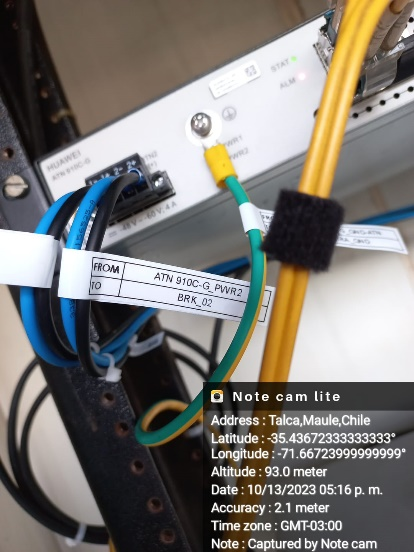 HUAWEI
ATN 910C-G
STAT
ALM
PWR1
PWR2
-48V ⎓ -60V; 4A
FROM
ATN 910C-G_PWR2
TO
BRK_02
Note cam lite
Address : Talca,Maule,Chile
Latitude : -35.43672333333333°
Longitude : -71.66723999999999°
Altitude : 93.0 meter
Date : 10/13/2023 05:16 p. m.
Accuracy : 2.1 meter
Time zone : GMT-03:00
Note : Captured by Note cam